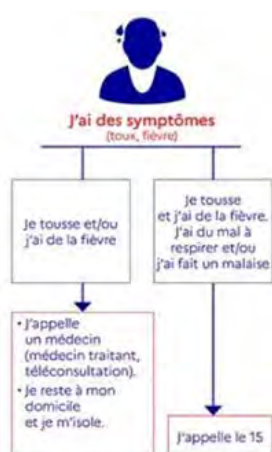 J'ai des symptômes
(toux, fièvre)
Je tousse et/ou
j'ai de la fièvre
Je tousse
et j'ai de la fièvre.
J'ai du mal à
respirer et/ou
j'ai fait un malaise.
• J'appelle
un médecin
(médecin traitant,
téléconsultation).
• Je reste à mon
domicile
et je m'isole.
J'appelle le 15